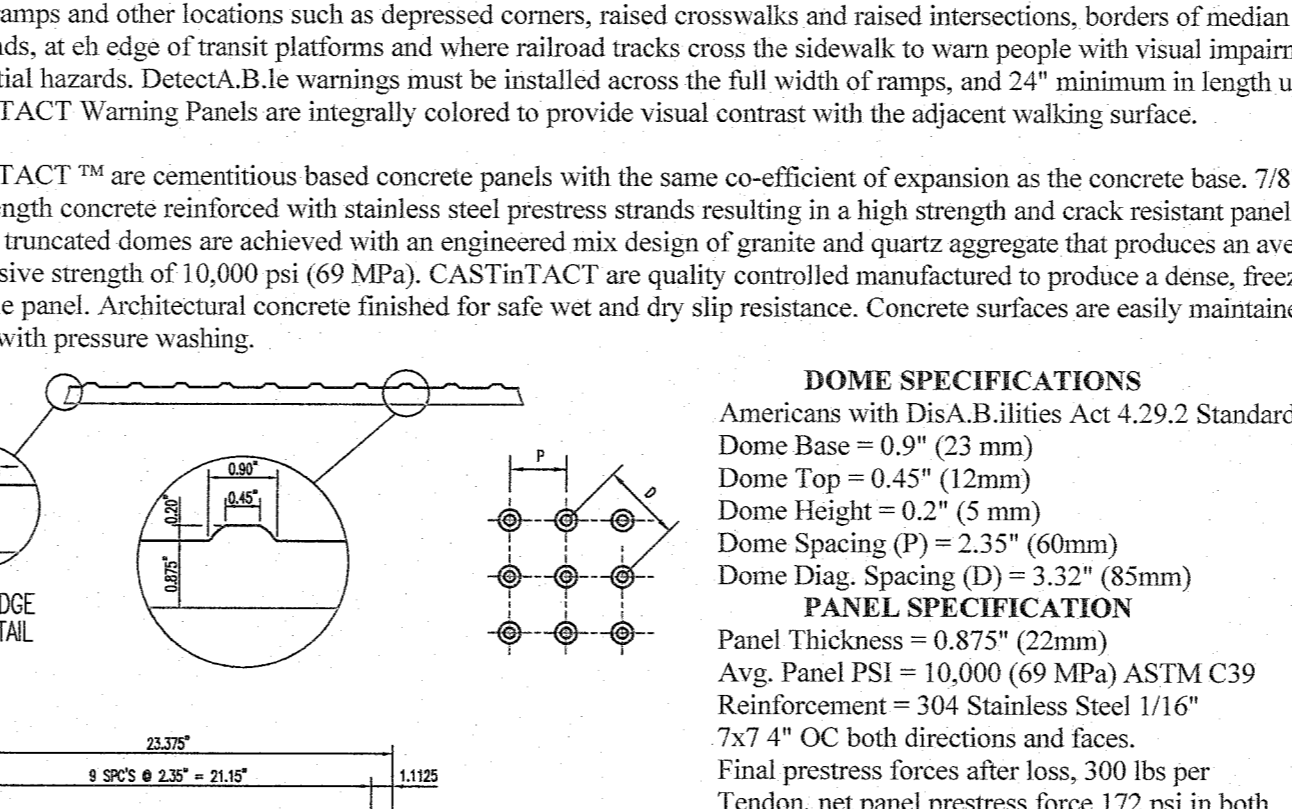 amps and other locations such as depressed corners, raised crosswalks and raised intersections, borders of median
ds, at eh edge of transit platforms and where railroad tracks cross the sidewalk to warn people with visual impairn
tial hazards. DetectA.B.le warnings must be installed across the full width of ramps, and 24" minimum in length u
TACT Warning Panels are integrally colored to provide visual contrast with the adjacent walking surface.
TACT ™ are cementitious based concrete panels with the same co-efficient of expansion as the concrete base. 7/8
ngth concrete reinforced with stainless steel prestress strands resulting in a high strength and crack resistant panel
truncated domes are achieved with an engineered mix design of granite and quartz aggregate that produces an ave
sive strength of 10,000 psi (69 MPa). CASTinTACT are quality controlled manufactured to produce a dense, freez
e panel. Architectural concrete finished for safe wet and dry slip resistance. Concrete surfaces are easily maintaine
with pressure washing.
DOME SPECIFICATIONS
Americans with DisA.B.ilities Act 4.29.2 Standard
Dome Base = 0.9" (23 mm)
Dome Top = 0.45" (12mm)
Dome Height = 0.2" (5 mm)
Dome Spacing (P) = 2.35" (60mm)
Dome Diag. Spacing (D) = 3.32" (85mm)
PANEL SPECIFICATION
Panel Thickness = 0.875" (22mm)
Avg. Panel PSI = 10,000 (69 MPa) ASTM C39
Reinforcement = 304 Stainless Steel 1/16"
7x7 4" OC both directions and faces.
Final prestress forces after loss, 300 lbs per
Tendon, net panel prestress force 172 psi in both
0.90"
0.45"
0.20"
0.875"
P
D
DGE
TAIL
23.375"
9 SPC'S @ 2.35" = 21.15"
1.1125